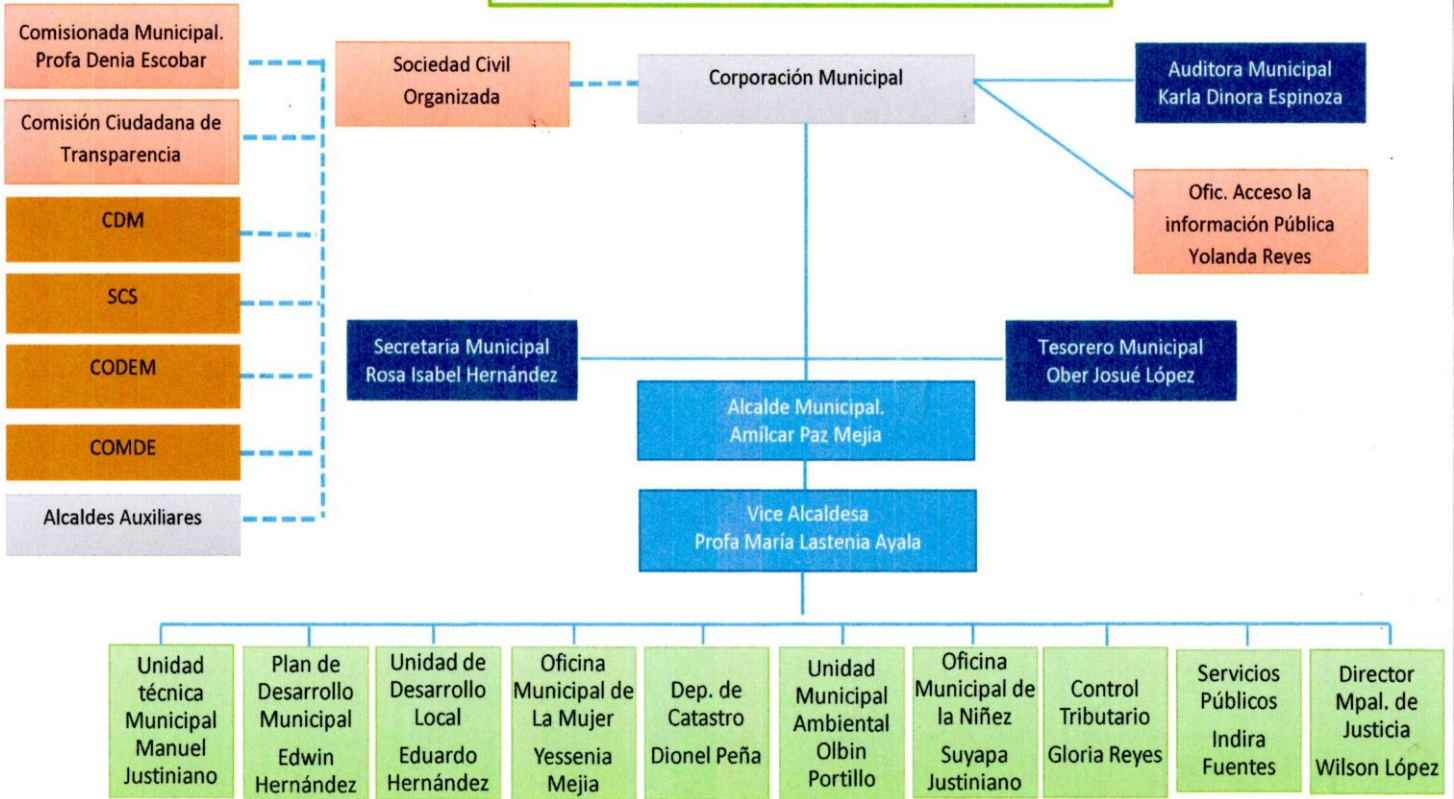 Comisionada Municipal.
Profa Denia Escobar
Comisión Ciudadana de
Transparencia
CDM
SCS
CODEM
COMDE
Alcaldes Auxiliares
Sociedad Civil
Organizada
Corporación Municipal
Auditora Municipal
Karla Dinora Espinoza
Ofic. Acceso la
información Pública
Yolanda Reyes
Secretaria Municipal
Rosa Isabel Hernández
Tesorero Municipal
Ober Josué López
Alcalde Municipal.
Amílcar Paz Mejía
Vice Alcaldesa
Profa María Lastenia Ayala
Unidad
técnica
Municipal
Manuel
Justiniano
Plan de
Desarrollo
Municipal
Edwin
Hernández
Unidad de
Desarrollo
Local
Eduardo
Hernández
Oficina
Municipal de
La Mujer
Yessenia
Mejia
Dep. de
Catastro
Dionel Peña
Unidad
Municipal
Ambiental
Olbin
Portillo
Oficina
Municipal de
la Niñez
Suyapa
Justiniano
Control
Tributario
Gloria Reyes
Servicios
Públicos
Indira
Fuentes
Director
Mpal. de
Justicia
Wilson López